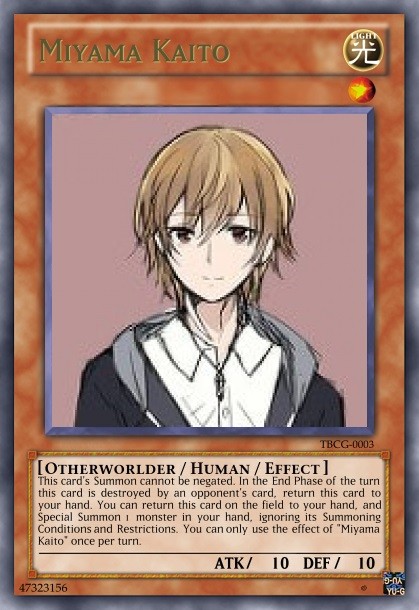 Miyama Kaito
LIGHT
光
TBCG-0003
[Otherworlder / Human / Effect]
This card's Summon cannot be negated. In the End Phase of the turn
this card is destroyed by an opponent's card, return this card to
your hand. You can return this card on the field to your hand, and
Special Summon 1 monster in your hand, ignoring its Summoning
Conditions and Restrictions. You can only use the effect of "Miyama
Kaito" once per turn.
ATK/ 10 DEF/ 10
47323156
YU-G